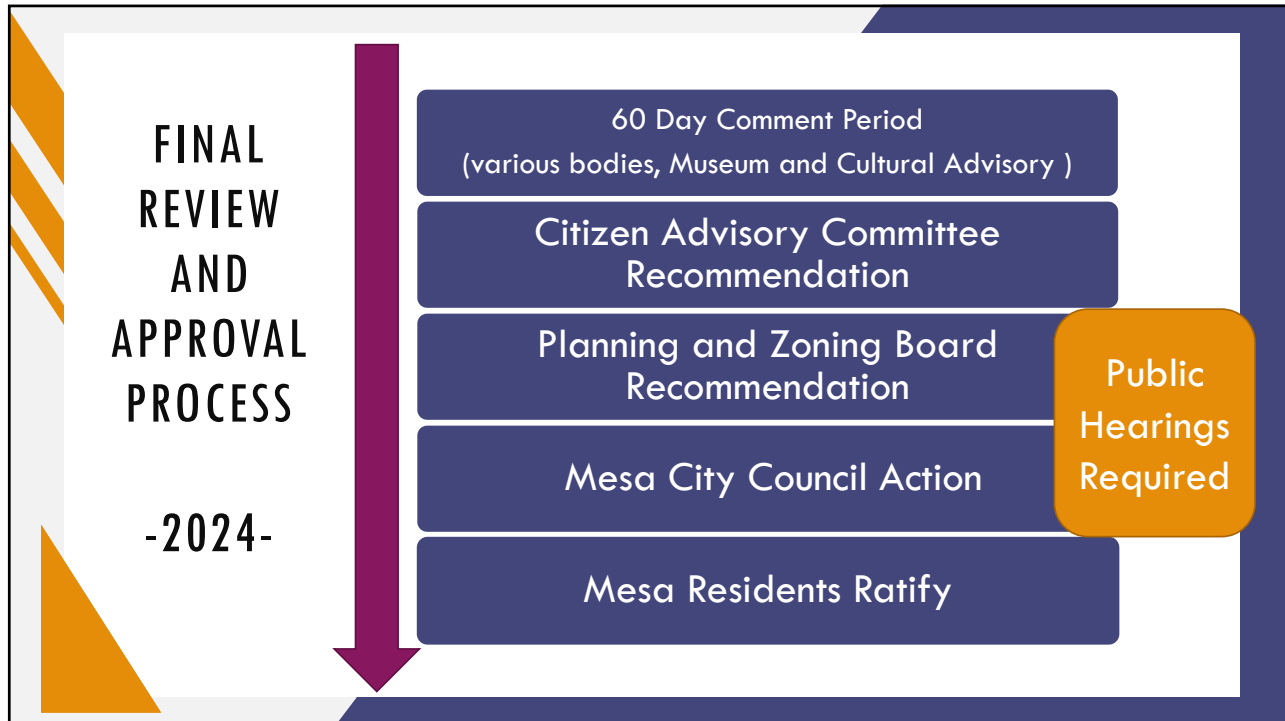 FINAL
REVIEW
AND
APPROVAL
PROCESS
-2024-
60 Day Comment Period
(various bodies, Museum and Cultural Advisory )
Citizen Advisory Committee
Recommendation
Planning and Zoning Board
Recommendation
Mesa City Council Action
Mesa Residents Ratify
Public
Hearings
Required